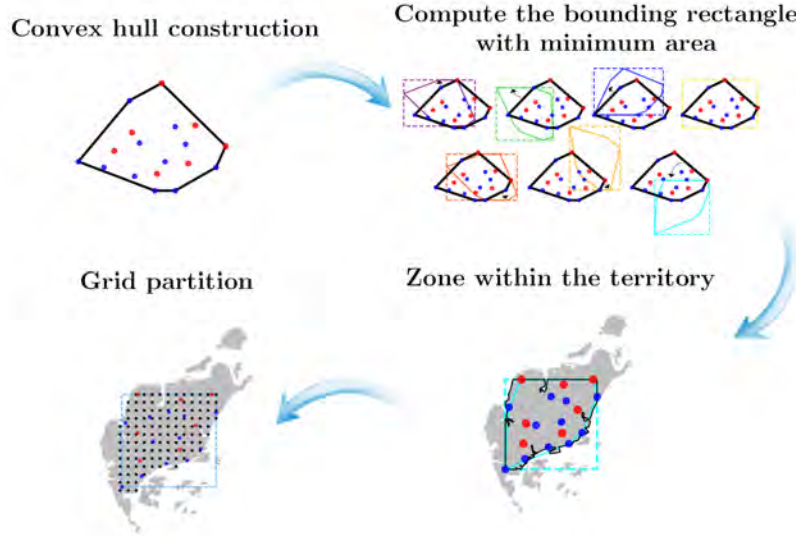 Convex hull construction
Compute the bounding rectangle
with minimum area
Grid partition
Zone within the territory